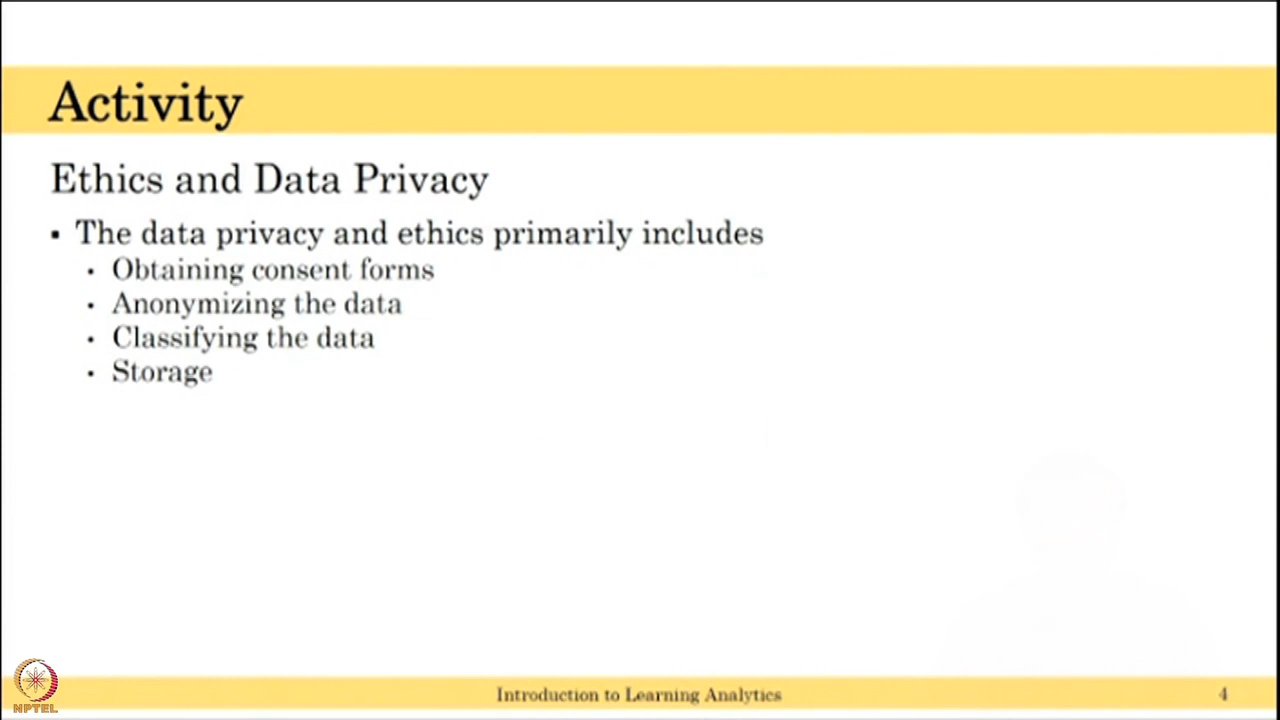 Activity
Ethics and Data Privacy
▪ The data privacy and ethics primarily includes
• Obtaining consent forms
• Anonymizing the data
• Classifying the data
• Storage
NPTEL
Introduction to Learning Analytics
4